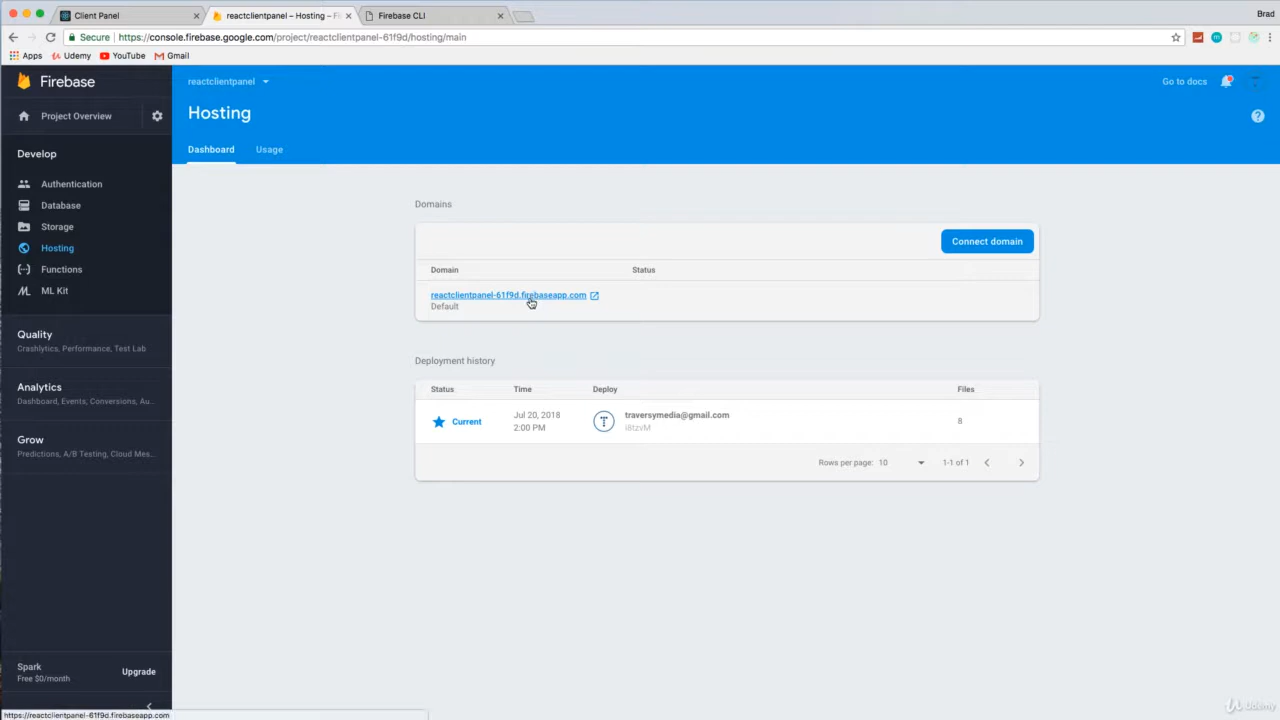 Client Panel
reactclientpanel – Hosting – Fi
Firebase CLI
Brad
Secure
https://console.firebase.google.com/project/reactclientpanel-61f9d/hosting/main
Apps
Udemy
YouTube
Gmail
Firebase
reactclientpanel
Go to docs
Project Overview
Hosting
Dashboard
Usage
Develop
Authentication
Database
Storage
Hosting
Functions
ML Kit
Quality
Crashlytics, Performance, Test Lab
Analytics
Dashboard, Events, Conversions, Au...
Grow
Predictions, A/B Testing, Cloud Mes...
Spark
Free $0/month
Upgrade
Domains
Connect domain
Domain
Status
reactclientpanel-61f9d.firebaseapp.com
Default
Deployment history
Status
Time
Deploy
Files
Current
Jul 20, 2018
2:00 PM
T
traversymedia@gmail.com
i8tzvM
8
Rows per page: 10
1-1 of 1
https://reactclientpanel-61f9d.firebaseapp.com
Udemy